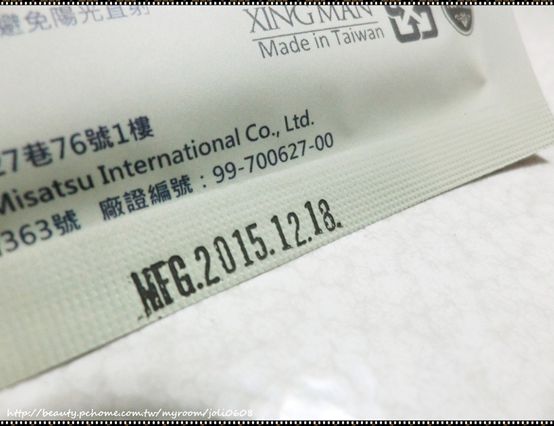 避免陽光直射
XINGMAN
Made in Taiwan
27巷76號1樓
Misatsu International Co., Ltd.
363號 廠證編號：99-700627-00
MFG.2015.12.18.
http://beauty.pchome.com.tw/myroom/joli0608